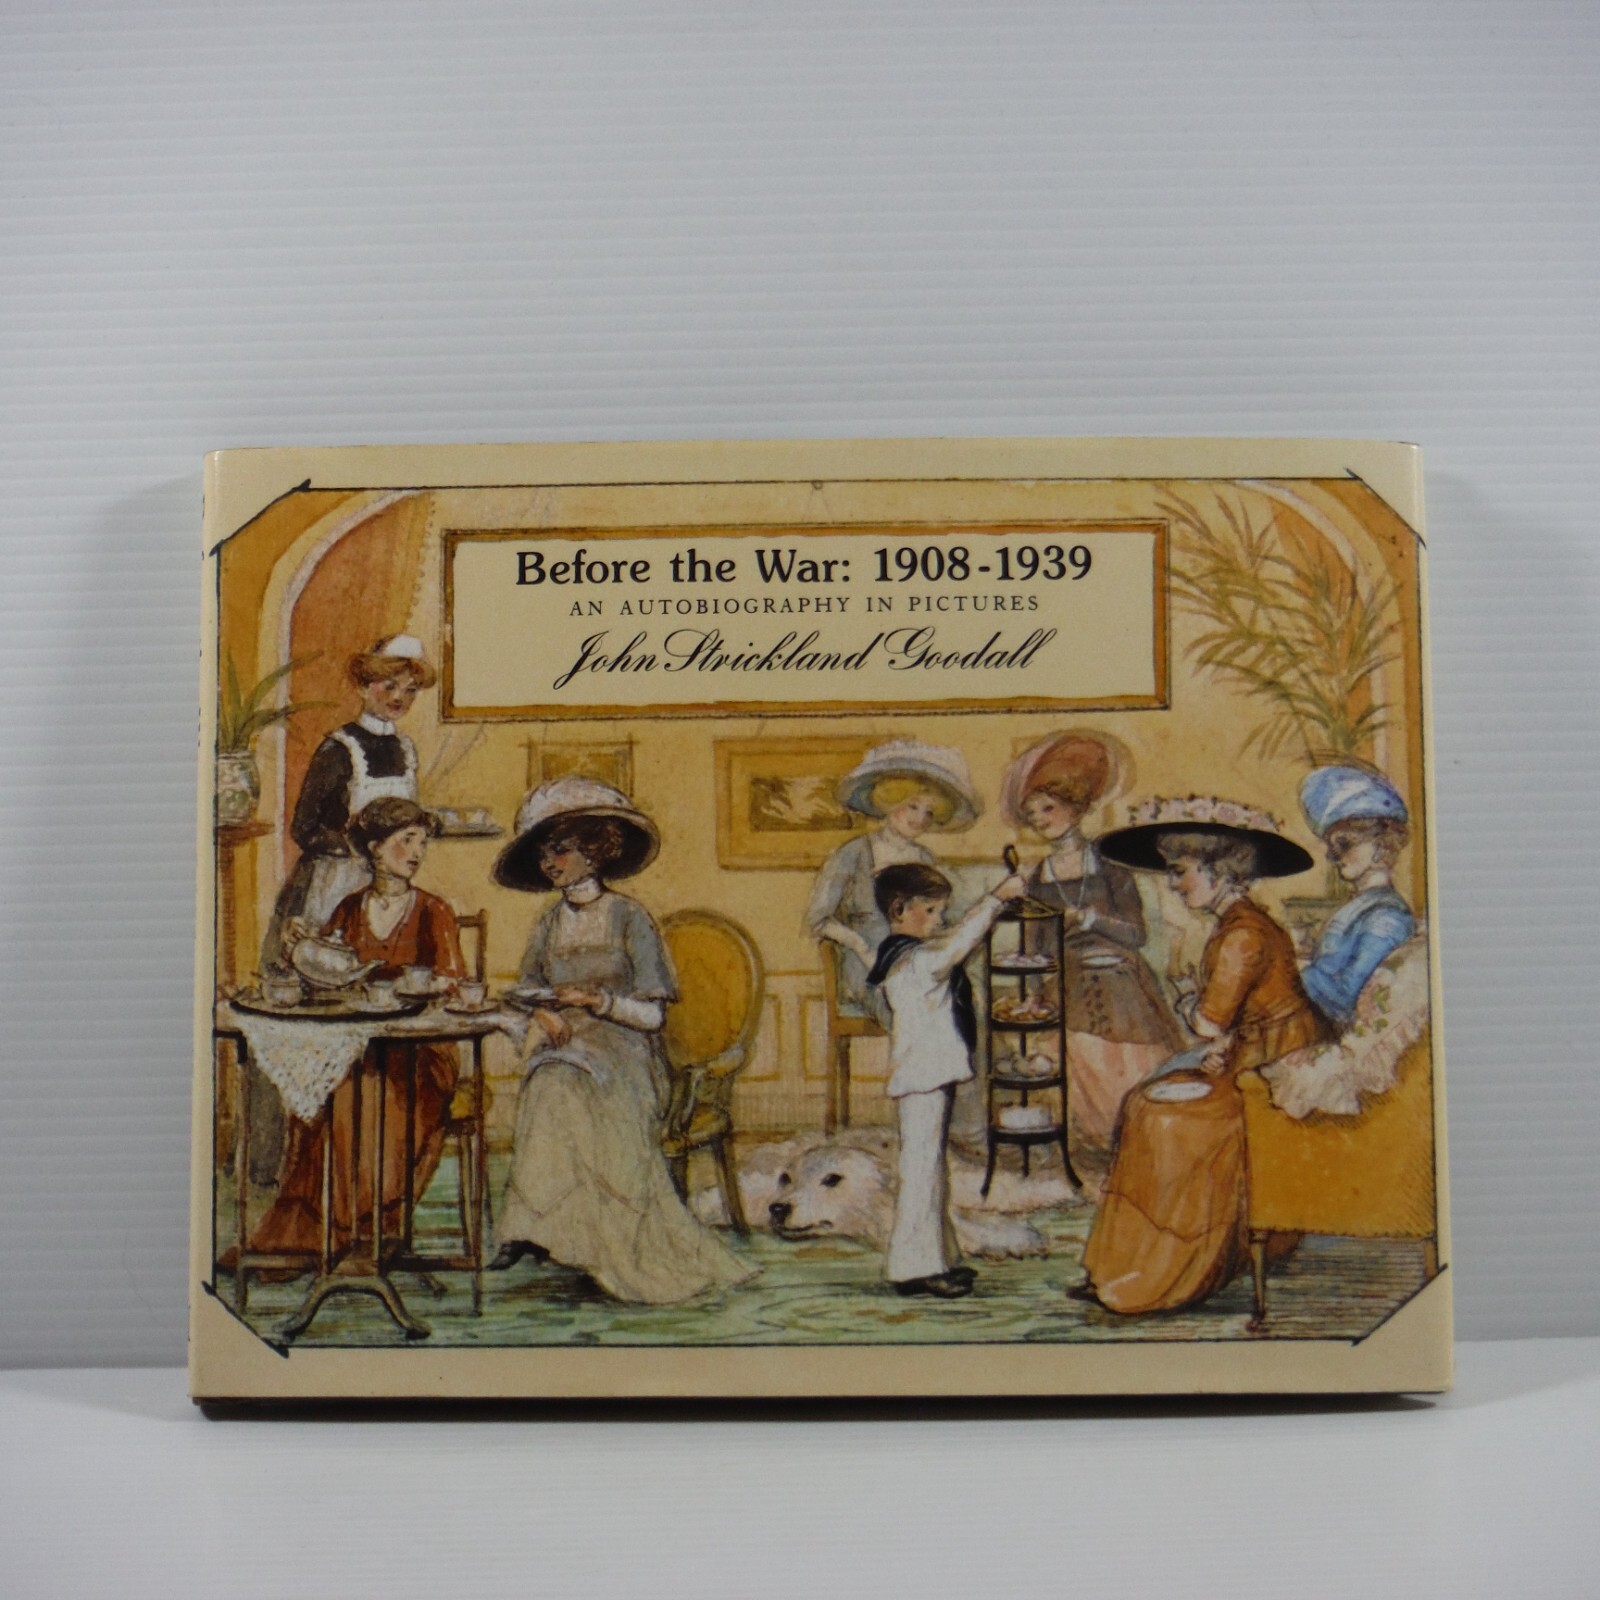 Before the War: 1908-1939
AN AUTOBIOGRAPHY IN PICTURES
John Strickland Goodall